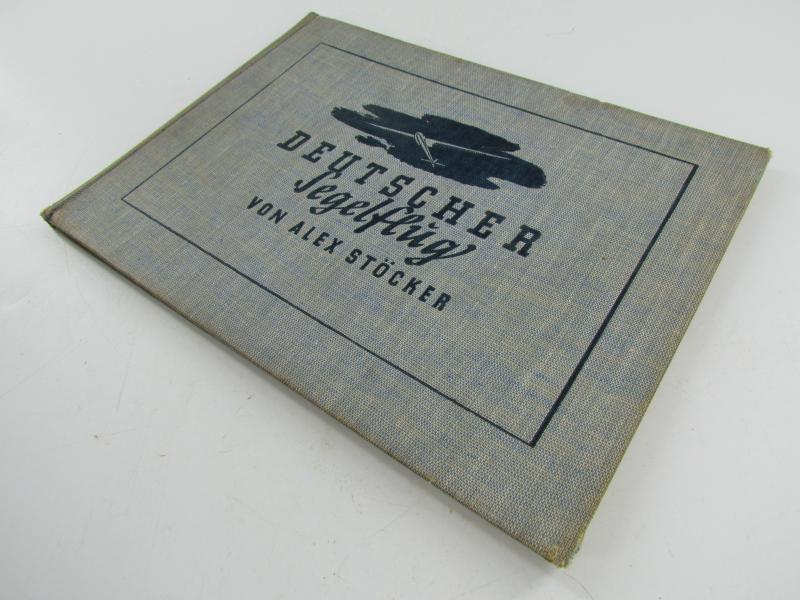 DEUTSCHER
Segelflug
VON ALEX STÖCKER